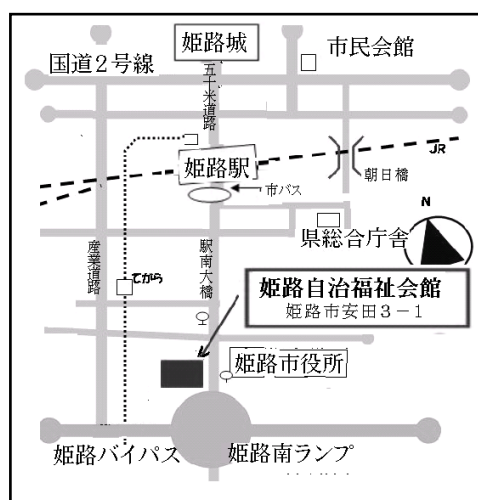 姫路城
市民会館
国道２号線
五十米道路
姫路駅
JR
朝日橋
市バス
N
県総合庁舎
産業道路
駅南大橋
てがら
姫路自治福祉会館
姫路市安田３－１
姫路市役所
姫路バイパス
姫路南ランプ